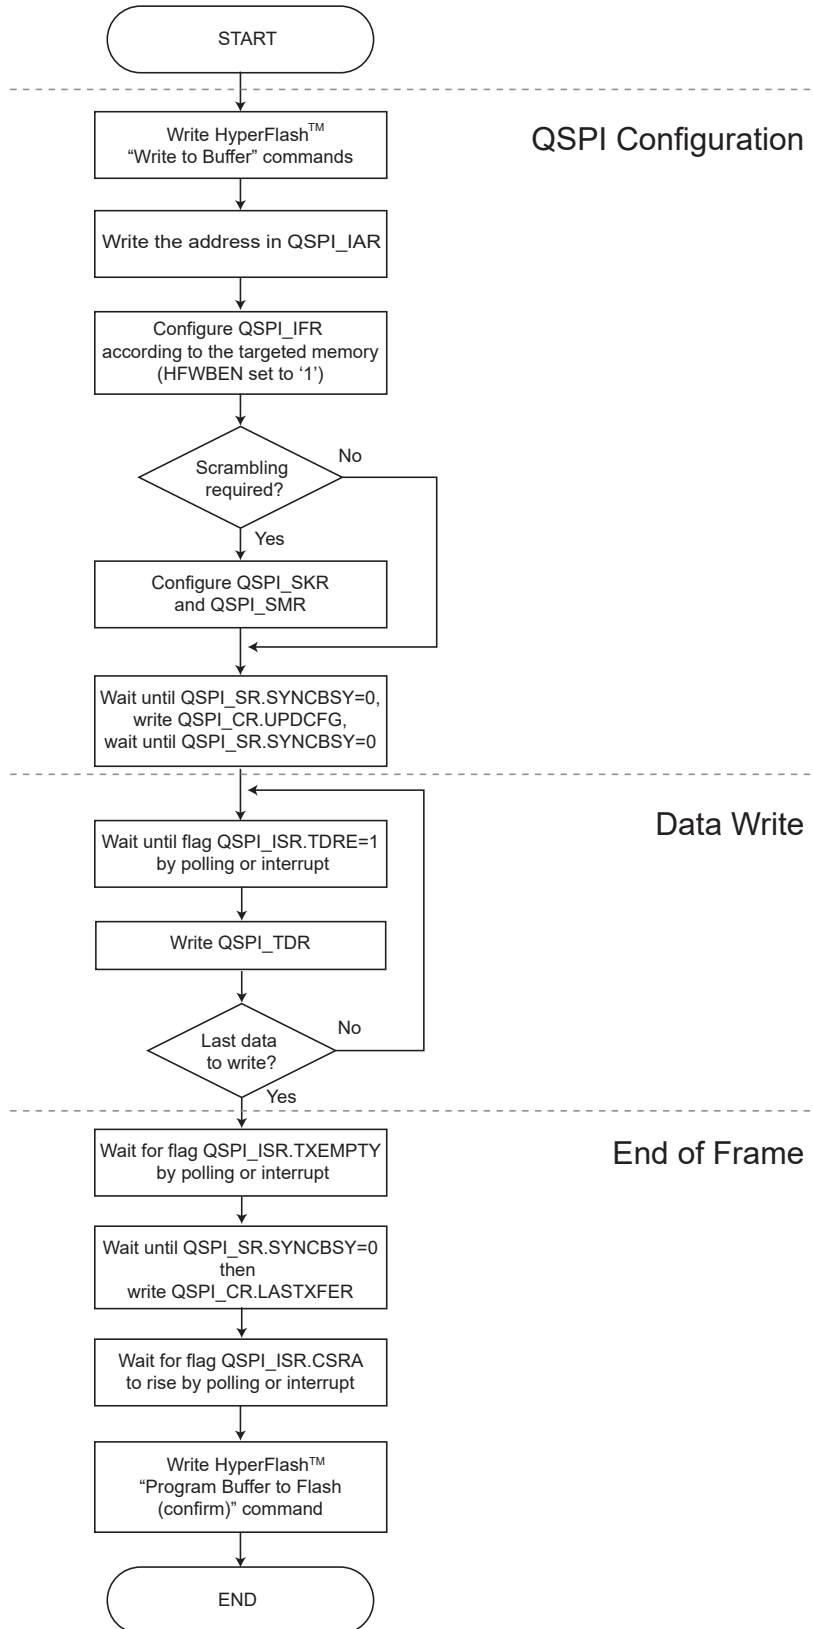 START
QSPI Configuration
Write HyperFlash™
“Write to Buffer” commands
Write the address in QSPI_IAR
Configure QSPI_IFR
according to the targeted memory
(HFWBEN set to ‘1’)
Scrambling
required?
No
Yes
Configure QSPI_SKR
and QSPI_SMR
Wait until QSPI_SR.SYNCBSY=0,
write QSPI_CR.UPDCFG,
wait until QSPI_SR.SYNCBSY=0
Data Write
Wait until flag QSPI_ISR.TDRE=1
by polling or interrupt
Write QSPI_TDR
Last data
to write?
No
Yes
End of Frame
Wait for flag QSPI_ISR.TXEMPTY
by polling or interrupt
Wait until QSPI_SR.SYNCBSY=0
then
write QSPI_CR.LASTXFER
Wait for flag QSPI_ISR.CSRA
to rise by polling or interrupt
Write HyperFlash™
“Program Buffer to Flash
(confirm)” command
END